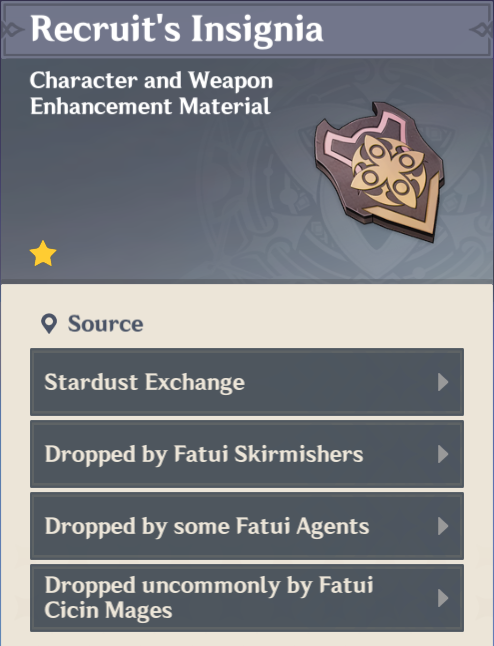 Recruit's Insignia
Character and Weapon
Enhancement Material
Source
Stardust Exchange
Dropped by Fatui Skirmishers
Dropped by some Fatui Agents
Dropped uncommonly by Fatui
Cicin Mages